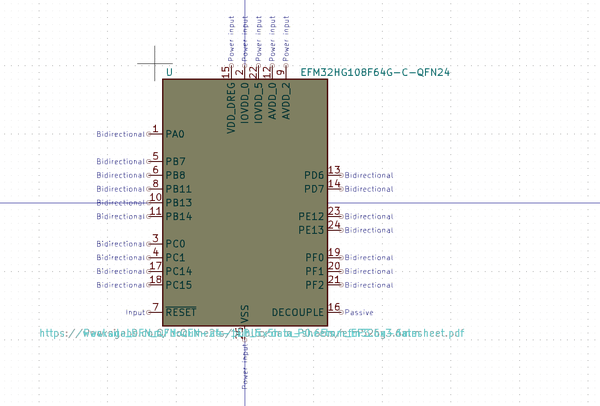 Power input Power input Power input Power input Power input
15 2 22 12 9
U EFM32HG108F64G-C-QFN24
VDD_DREG IOVDD_0 IOVDD_5 AVDD_0 AVDD_2
Bidirectional 1 PA0
Bidirectional 5 PB7
Bidirectional 6 PB8 PD6 13 Bidirectional
Bidirectional 8 PB11 PD7 14 Bidirectional
Bidirectional 10 PB13
Bidirectional 11 PB14 PE12 23 Bidirectional
PE13 24 Bidirectional
Bidirectional 3 PC0
Bidirectional 4 PC1 PF0 19 Bidirectional
Bidirectional 17 PC14 PF1 20 Bidirectional
Bidirectional 18 PC15 PF2 21 Bidirectional
Input 7 RESET DECOUPLE 16 Passive
VSS
Power input